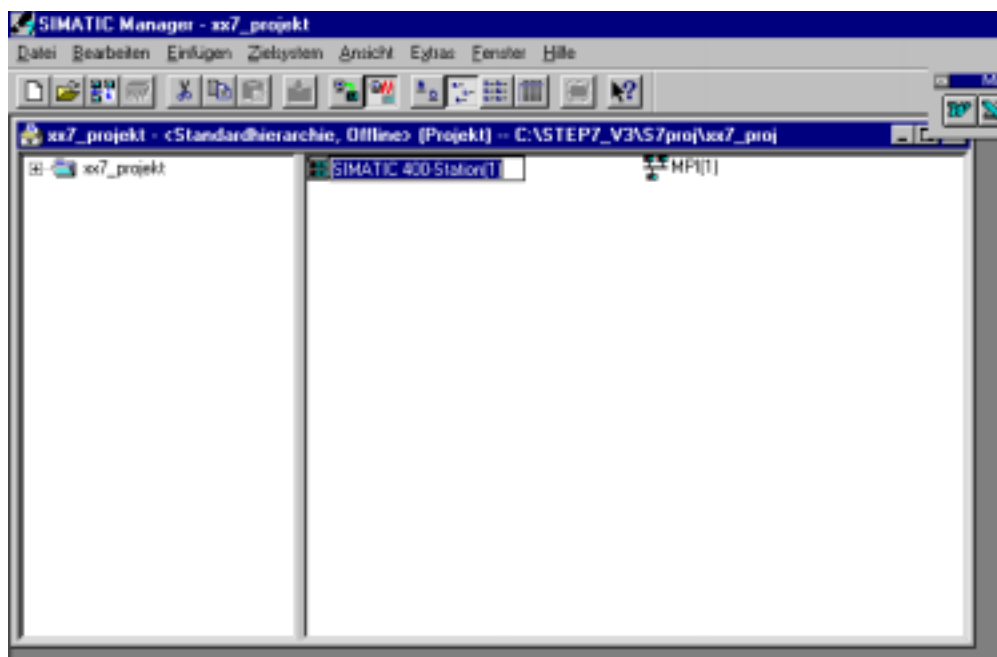 SIMATIC Manager - xx7_projekt
Datei Bearbeiten Einfügen Zielsystem Ansicht Extras Fenster Hilfe
xx7_projekt - <Standardhierarchie, Offline> (Projekt) -- C:\STEP7_V3\S7proj\xx7_proj
xx7_projekt
SIMATIC 400-Station(1)
MPI(1)